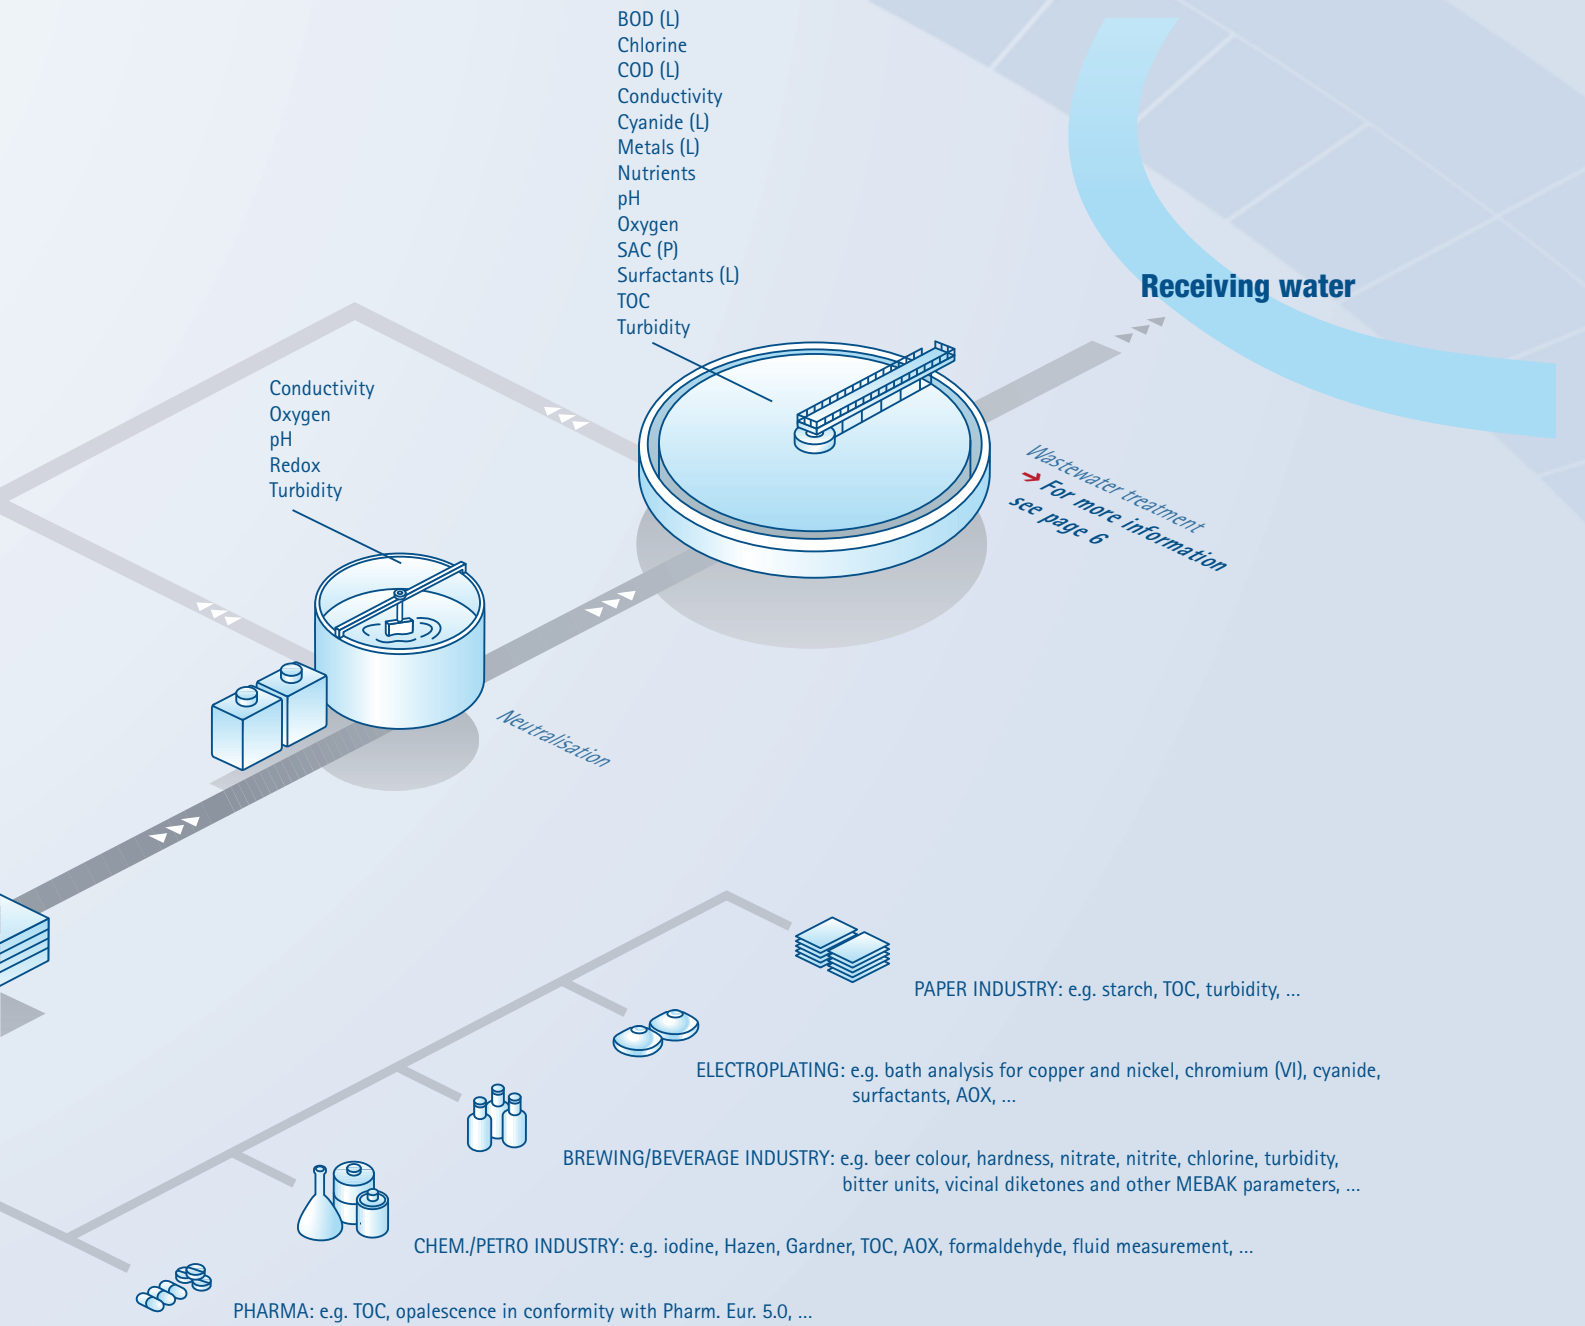 BOD (L)
Chlorine
COD (L)
Conductivity
Cyanide (L)
Metals (L)
Nutrients
pH
Oxygen
SAC (P)
Surfactants (L)
TOC
Turbidity
Receiving water
Conductivity
Oxygen
pH
Redox
Turbidity
Wastewater treatment
➔ For more information
see page 6
Neutralisation
PAPER INDUSTRY: e.g. starch, TOC, turbidity, ...
ELECTROPLATING: e.g. bath analysis for copper and nickel, chromium (VI), cyanide,
surfactants, AOX, ...
BREWING/BEVERAGE INDUSTRY: e.g. beer colour, hardness, nitrate, nitrite, chlorine, turbidity,
bitter units, vicinal diketones and other MEBAK parameters, ...
CHEM./PETRO INDUSTRY: e.g. iodine, Hazen, Gardner, TOC, AOX, formaldehyde, fluid measurement, ...
PHARMA: e.g. TOC, opalescence in conformity with Pharm. Eur. 5.0, ...